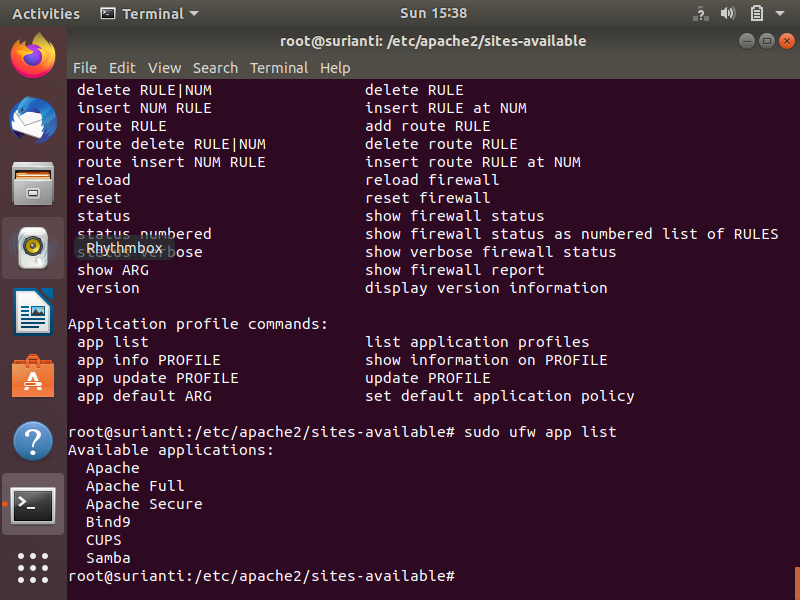 Activities Terminal Sun 15:38
root@surianti: /etc/apache2/sites-available
File Edit View Search Terminal Help
delete RULE|NUM delete RULE
insert NUM RULE insert RULE at NUM
route RULE add route RULE
route delete RULE|NUM delete route RULE
route insert NUM RULE insert route RULE at NUM
reload reload firewall
reset reset firewall
status show firewall status
status numbered show firewall status as numbered list of RULES
Rhythmbox
status verbose show verbose firewall status
show ARG show firewall report
version display version information
Application profile commands:
app list list application profiles
app info PROFILE show information on PROFILE
app update PROFILE update PROFILE
app default ARG set default application policy
root@surianti:/etc/apache2/sites-available# sudo ufw app list
Available applications:
Apache
Apache Full
Apache Secure
Bind9
CUPS
Samba
root@surianti:/etc/apache2/sites-available#